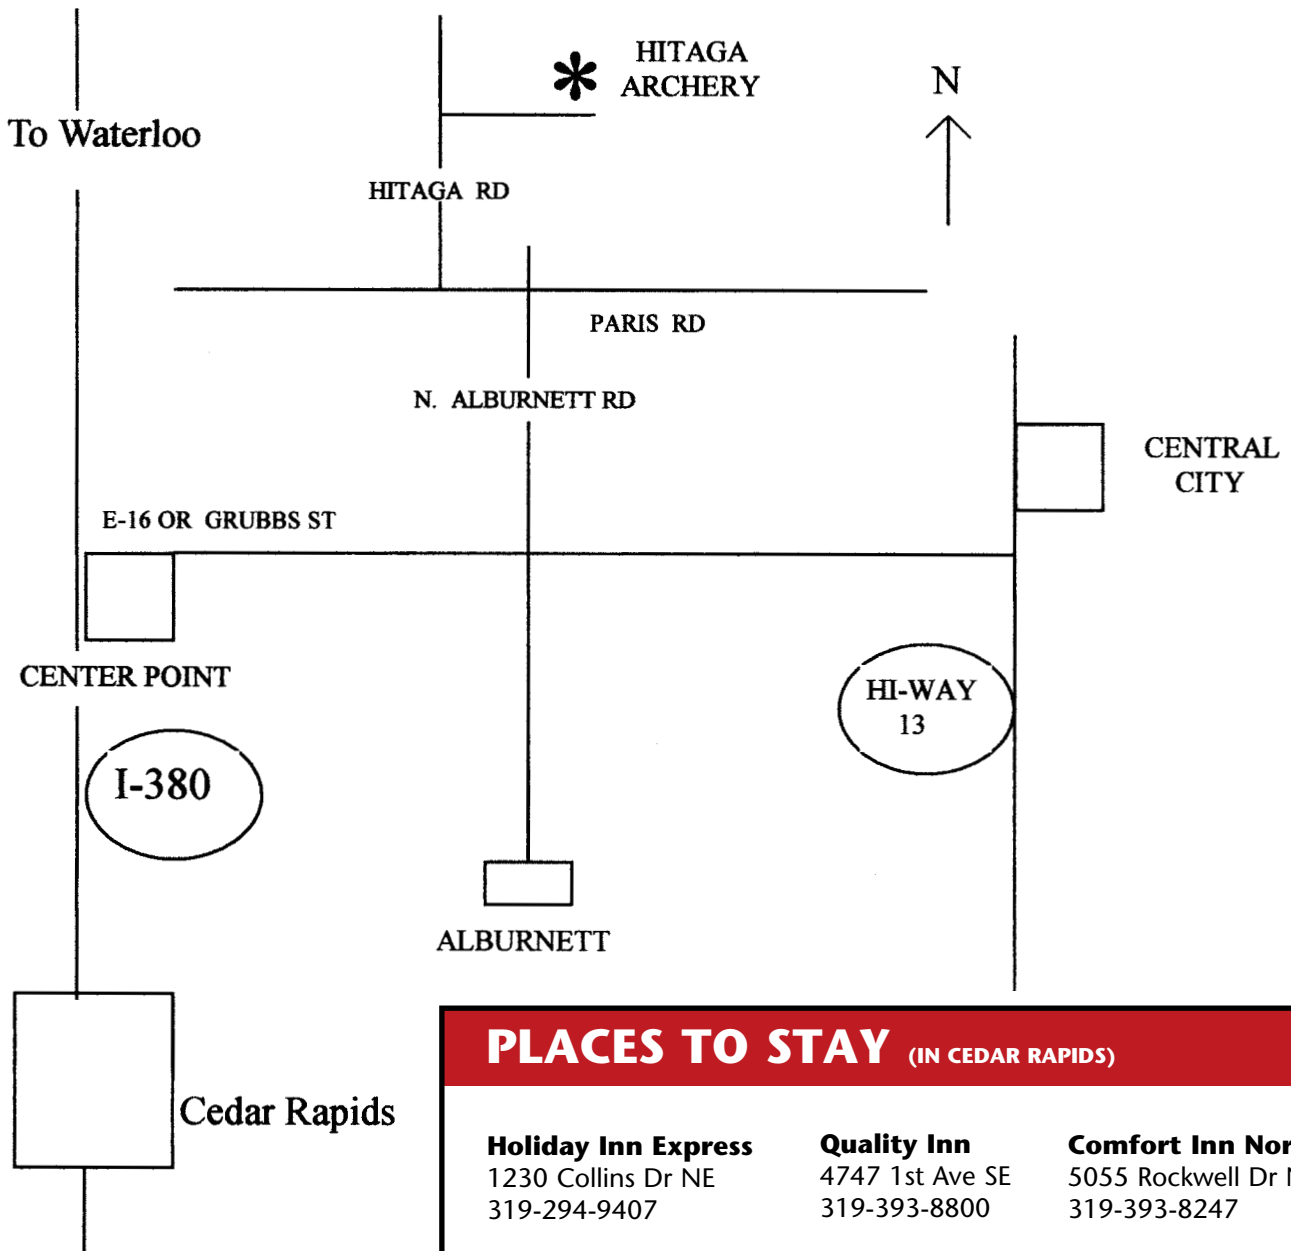 HITAGA
ARCHERY
N
To Waterloo
HITAGA RD
PARIS RD
N. ALBURNETT RD
CENTRAL
CITY
E-16 OR GRUBBS ST
CENTER POINT
HI-WAY
13
I-380
ALBURNETT
Cedar Rapids
PLACES TO STAY (IN CEDAR RAPIDS)
Holiday Inn Express
1230 Collins Dr NE
319-294-9407
Quality Inn
4747 1st Ave SE
319-393-8800
Comfort Inn
5055 Rockwell Dr
319-393-8247